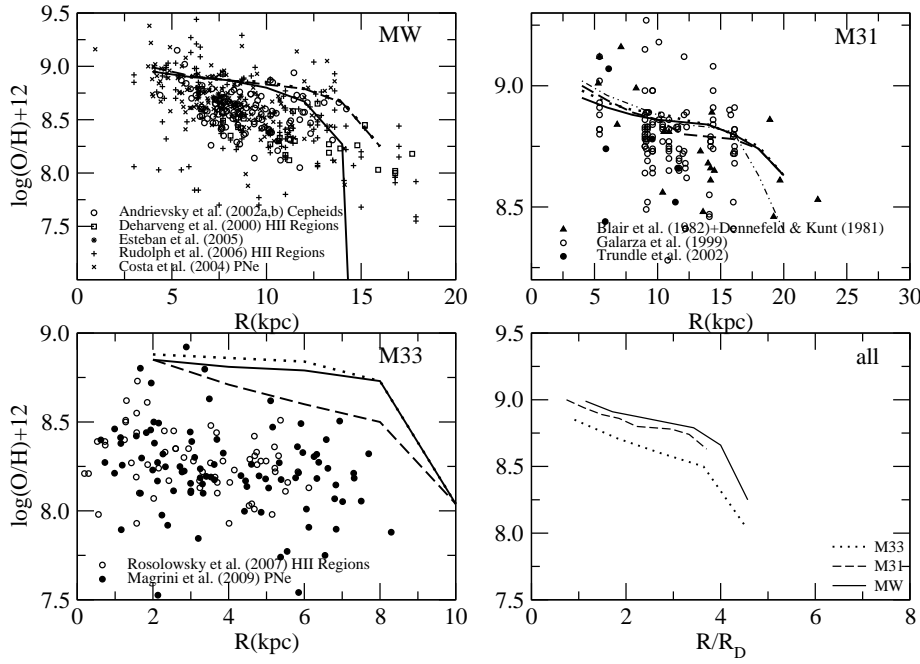 9.5
9.0
8.5
8.0
7.5
log(O/H)+12
MW
Andrievsky et al. (2002a,b) Cepheids
Deharveng et al. (2000) HII Regions
Esteban et al. (2005)
Rudolph et al. (2006) HII Regions
Costa et al. (2004) PNe
0 5 10 15 20
R(kpc)
M31
9.0
8.5
Blair et al. (1982)+Dennefeld & Kunt (1981)
Galarza et al. (1999)
Trundle et al. (2002)
0 5 10 15 20 25 30
R(kpc)
9.0
8.5
8.0
7.5
log(O/H)+12
M33
Rosolowsky et al. (2007) HII Regions
Magrini et al. (2009) PNe
0 2 4 6 8 10
R(kpc)
9.5
9.0
8.5
8.0
7.5
all
M33
M31
MW
0 2 4 6 8
R/R_D